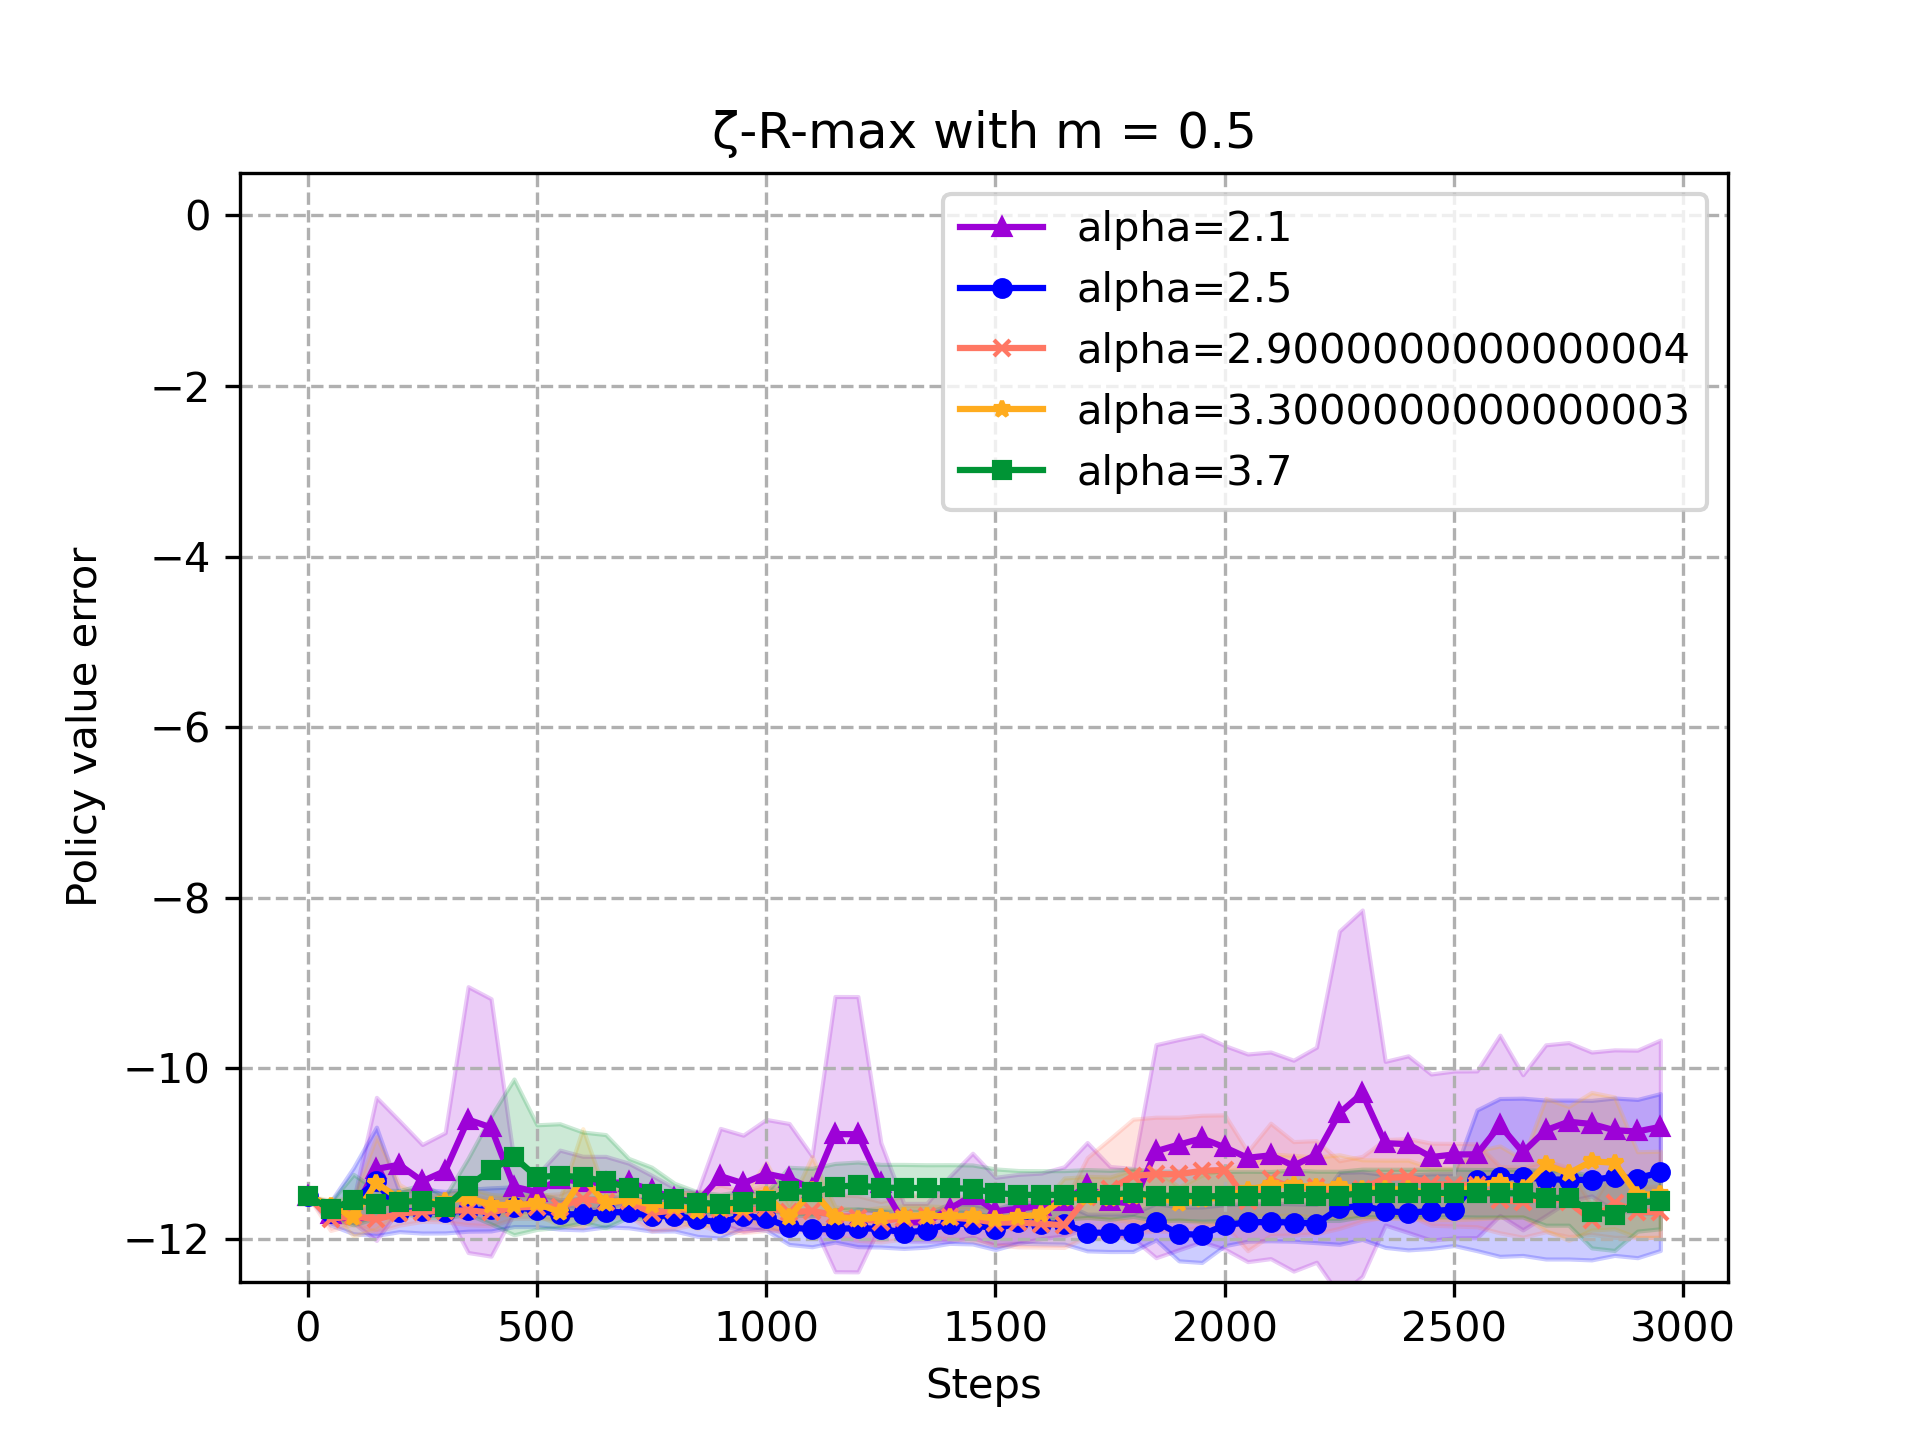 ζ-R-max with m = 0.5
alpha=2.1
alpha=2.5
alpha=2.9000000000000004
alpha=3.3000000000000003
alpha=3.7
Policy value error
0
−2
−4
−6
−8
−10
−12
0 500 1000 1500 2000 2500 3000
Steps